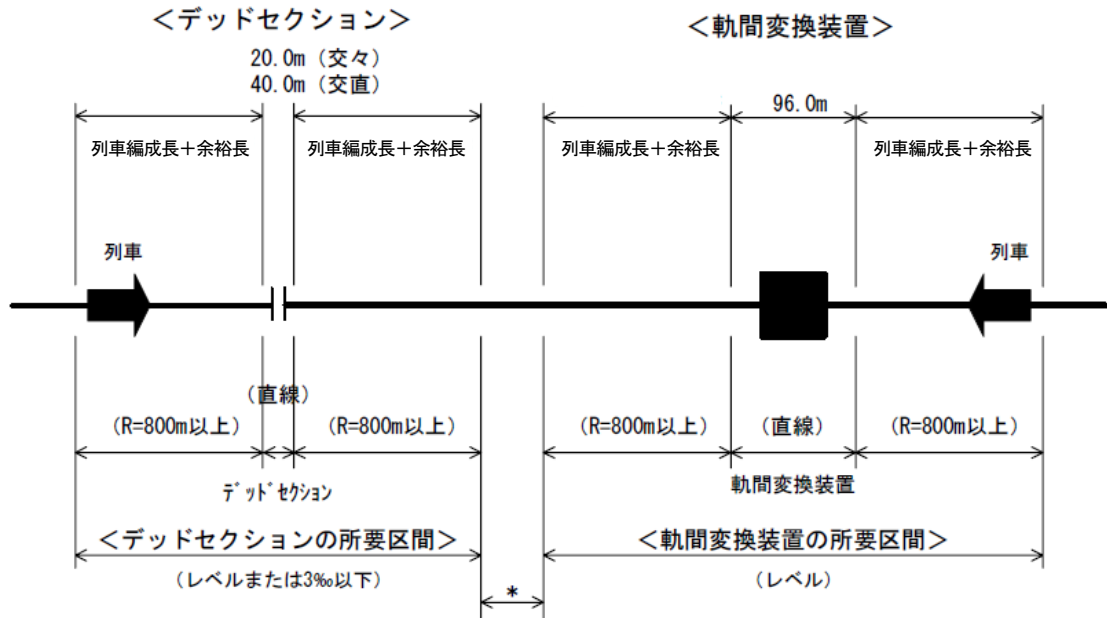 ＜デッドセクション＞
20.0m（交々）
40.0m（交直）
＜軌間変換装置＞
96.0m
列車編成長＋余裕長
列車編成長＋余裕長
列車編成長＋余裕長
列車編成長＋余裕長
列車
列車
（直線）
（R=800m以上）
（R=800m以上）
（R=800m以上）
（直線）
（R=800m以上）
ﾃﾞｯﾄﾞｾｸｼｮﾝ
軌間変換装置
＜デッドセクションの所要区間＞
（レベルまたは3‰以下）
＜軌間変換装置の所要区間＞
（レベル）
*